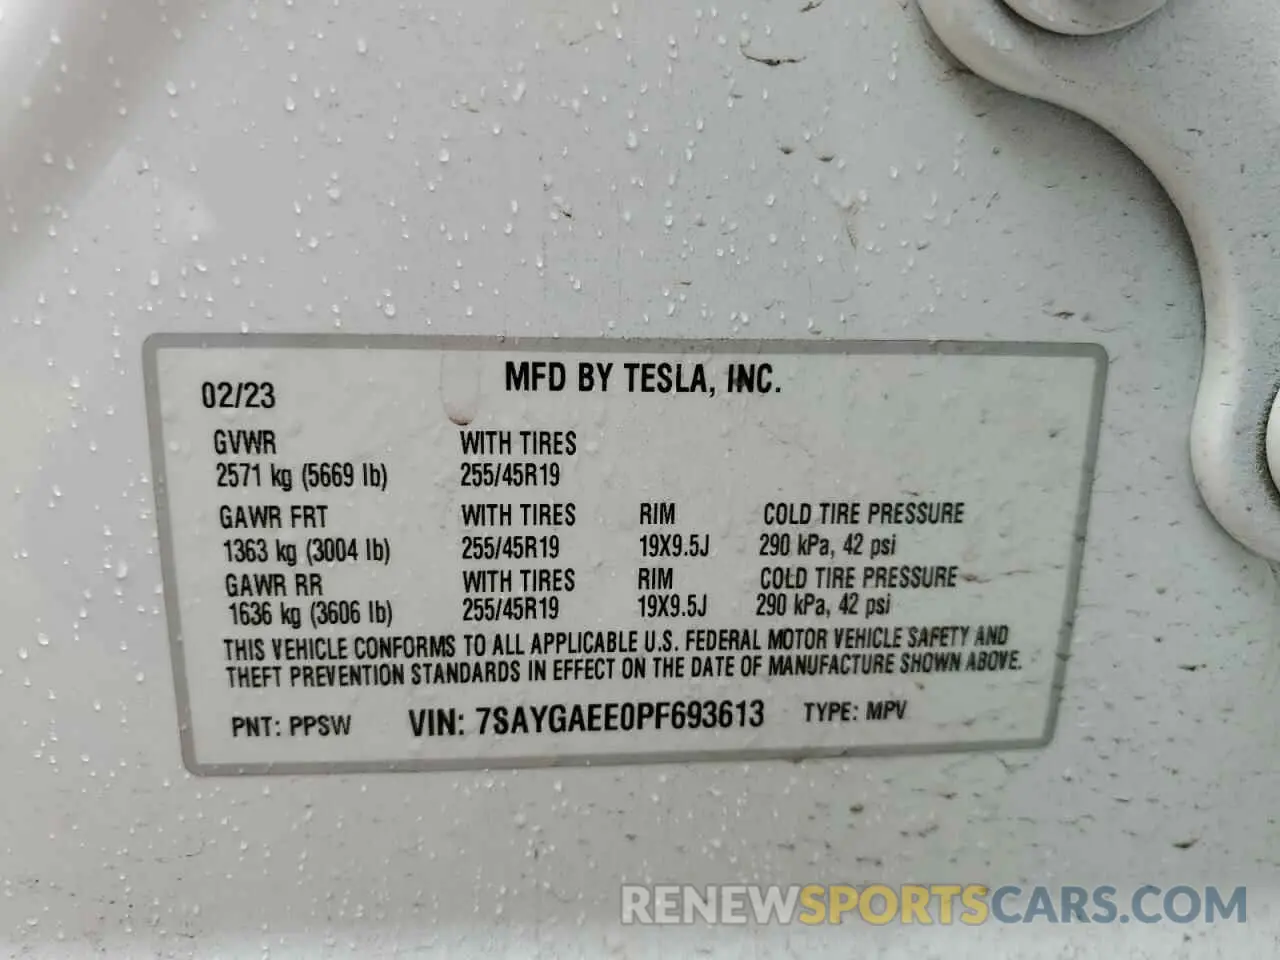 MFD BY TESLA, INC.
02/23
GVWR WITH TIRES
2571 kg (5669 lb) 255/45R19
GAWR FRT WITH TIRES RIM COLD TIRE PRESSURE
1363 kg (3004 lb) 255/45R19 19X9.5J 290 kPa, 42 psi
GAWR RR WITH TIRES RIM COLD TIRE PRESSURE
1636 kg (3606 lb) 255/45R19 19X9.5J 290 kPa, 42 psi
THIS VEHICLE CONFORMS TO ALL APPLICABLE U.S. FEDERAL MOTOR VEHICLE SAFETY AND
THEFT PREVENTION STANDARDS IN EFFECT ON THE DATE OF MANUFACTURE SHOWN ABOVE.
PNT: PPSW VIN: 7SAYGAEE0PF693613 TYPE: MPV
RENEWSPORTSCARS.COM